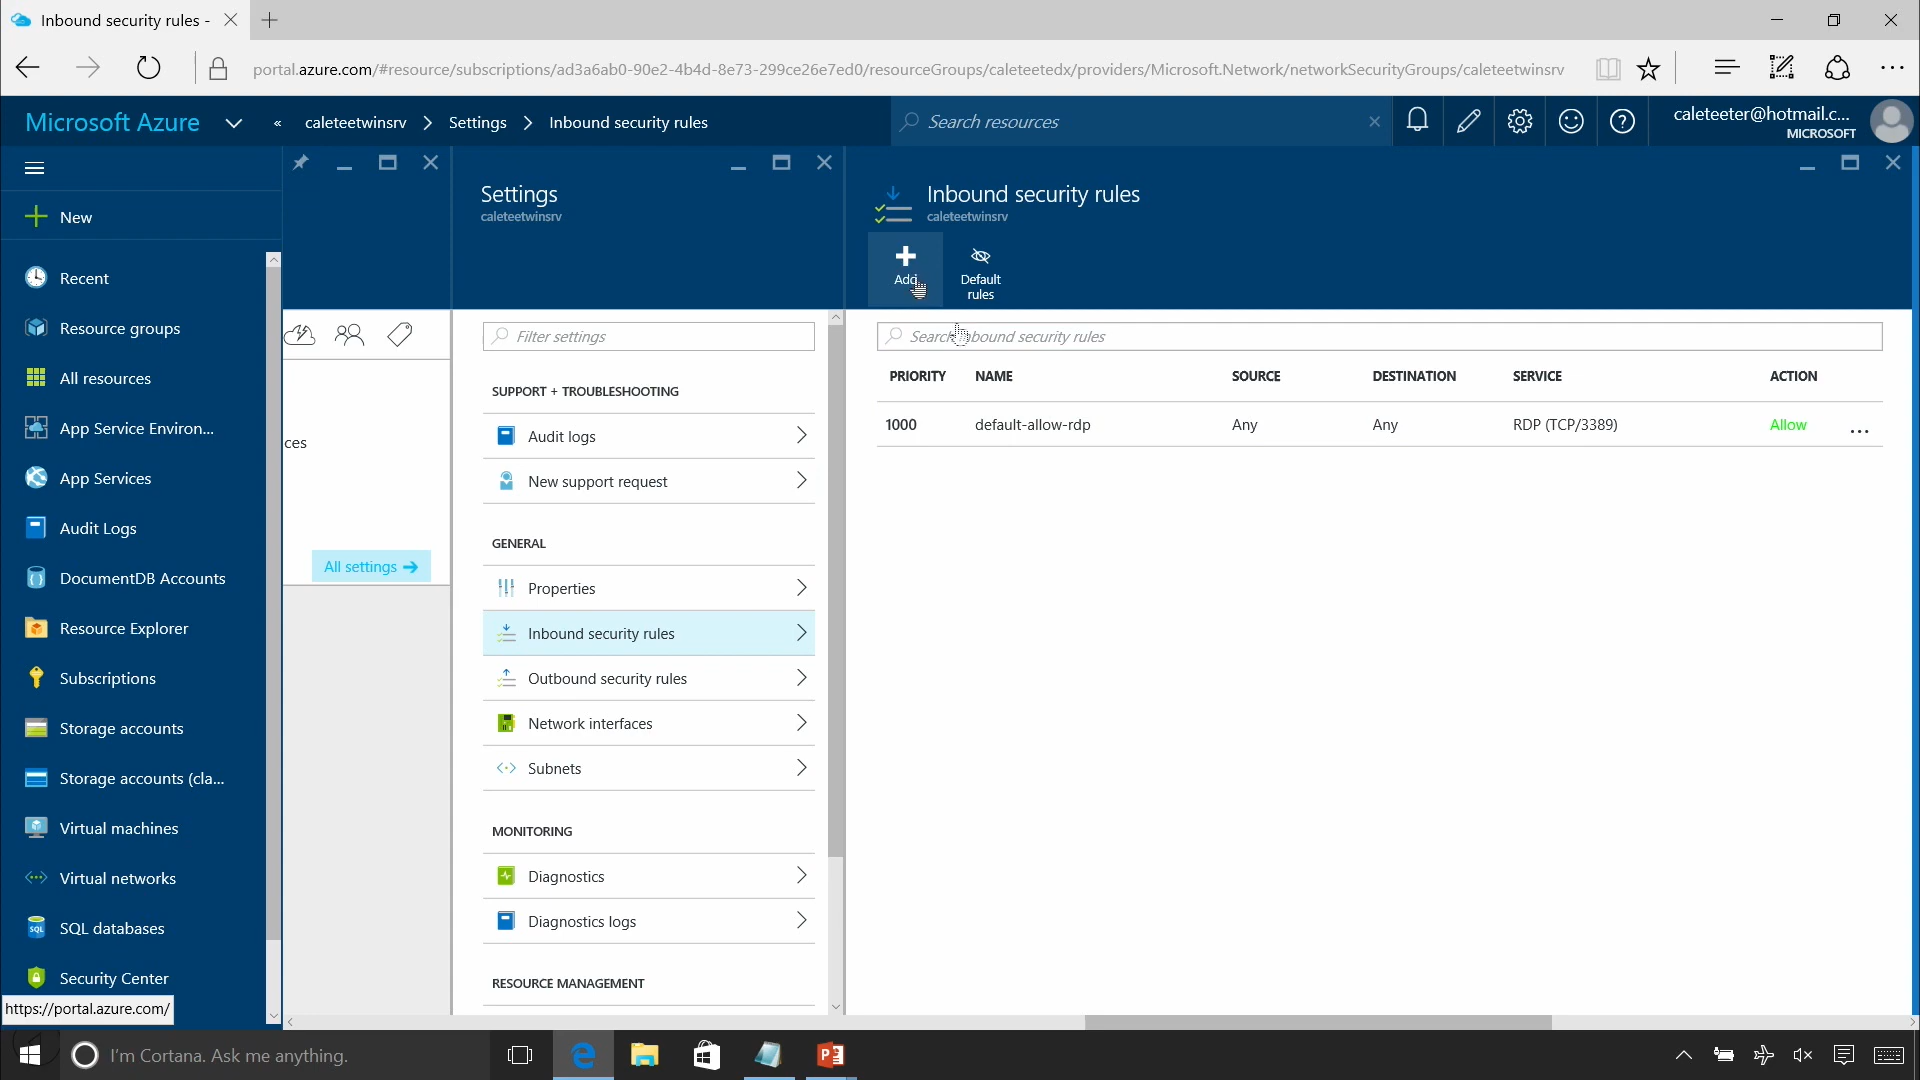 Inbound security rules -
portal.azure.com/#resource/subscriptions/ad3a6ab0-90e2-4b4d-8e73-299ce26e7ed0/resourceGroups/caleteetedx/providers/Microsoft.Network/networkSecurityGroups/caleteetwinsrv
Microsoft Azure « caleteetwinsrv > Settings > Inbound security rules
Search resources
caleteeter@hotmail.c...
MICROSOFT
New
Recent
Resource groups
All resources
App Service Environ...
App Services
Audit Logs
DocumentDB Accounts
Resource Explorer
Subscriptions
Storage accounts
Storage accounts (cla...
Virtual machines
Virtual networks
SQL databases
Security Center
https://portal.azure.com/
ces
All settings →
Settings
caleteetwinsrv
Filter settings
SUPPORT + TROUBLESHOOTING
Audit logs
New support request
GENERAL
Properties
Inbound security rules
Outbound security rules
Network interfaces
Subnets
MONITORING
Diagnostics
Diagnostics logs
RESOURCE MANAGEMENT
Inbound security rules
caleteetwinsrv
Add
Default
rules
Search inbound security rules
PRIORITY NAME SOURCE DESTINATION SERVICE ACTION
1000 default-allow-rdp Any Any RDP (TCP/3389) Allow ...
I'm Cortana. Ask me anything.